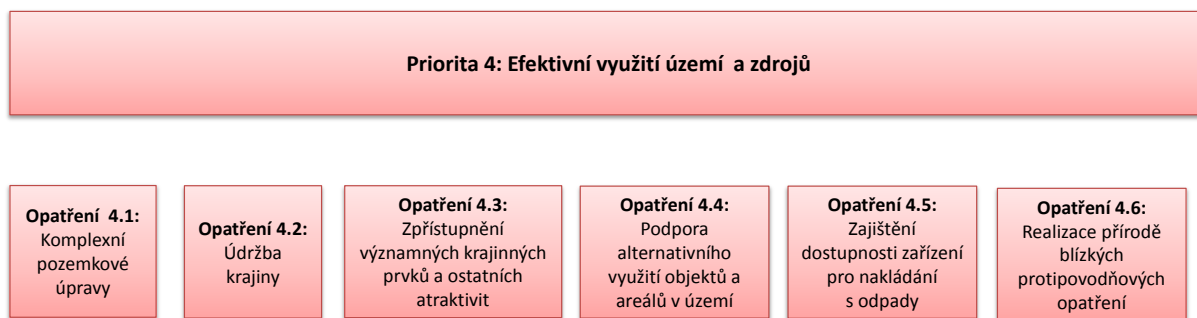 Priorita 4: Efektivní využití území  a zdrojů
Opatření  4.1:
Komplexní
pozemkové
úpravy
Opatření 4.2:
Údržba
krajiny
Opatření 4.3:
Zpřístupnění
významných krajinných
prvků a ostatních
atraktivit
Opatření 4.4:
Podpora
alternativního
využití objektů a
areálů v území
Opatření 4.5:
Zajištění
dostupnosti zařízení
pro nakládání
s odpady
Opatření 4.6:
Realizace přírodě
blízkých
protipovodňových
opatření